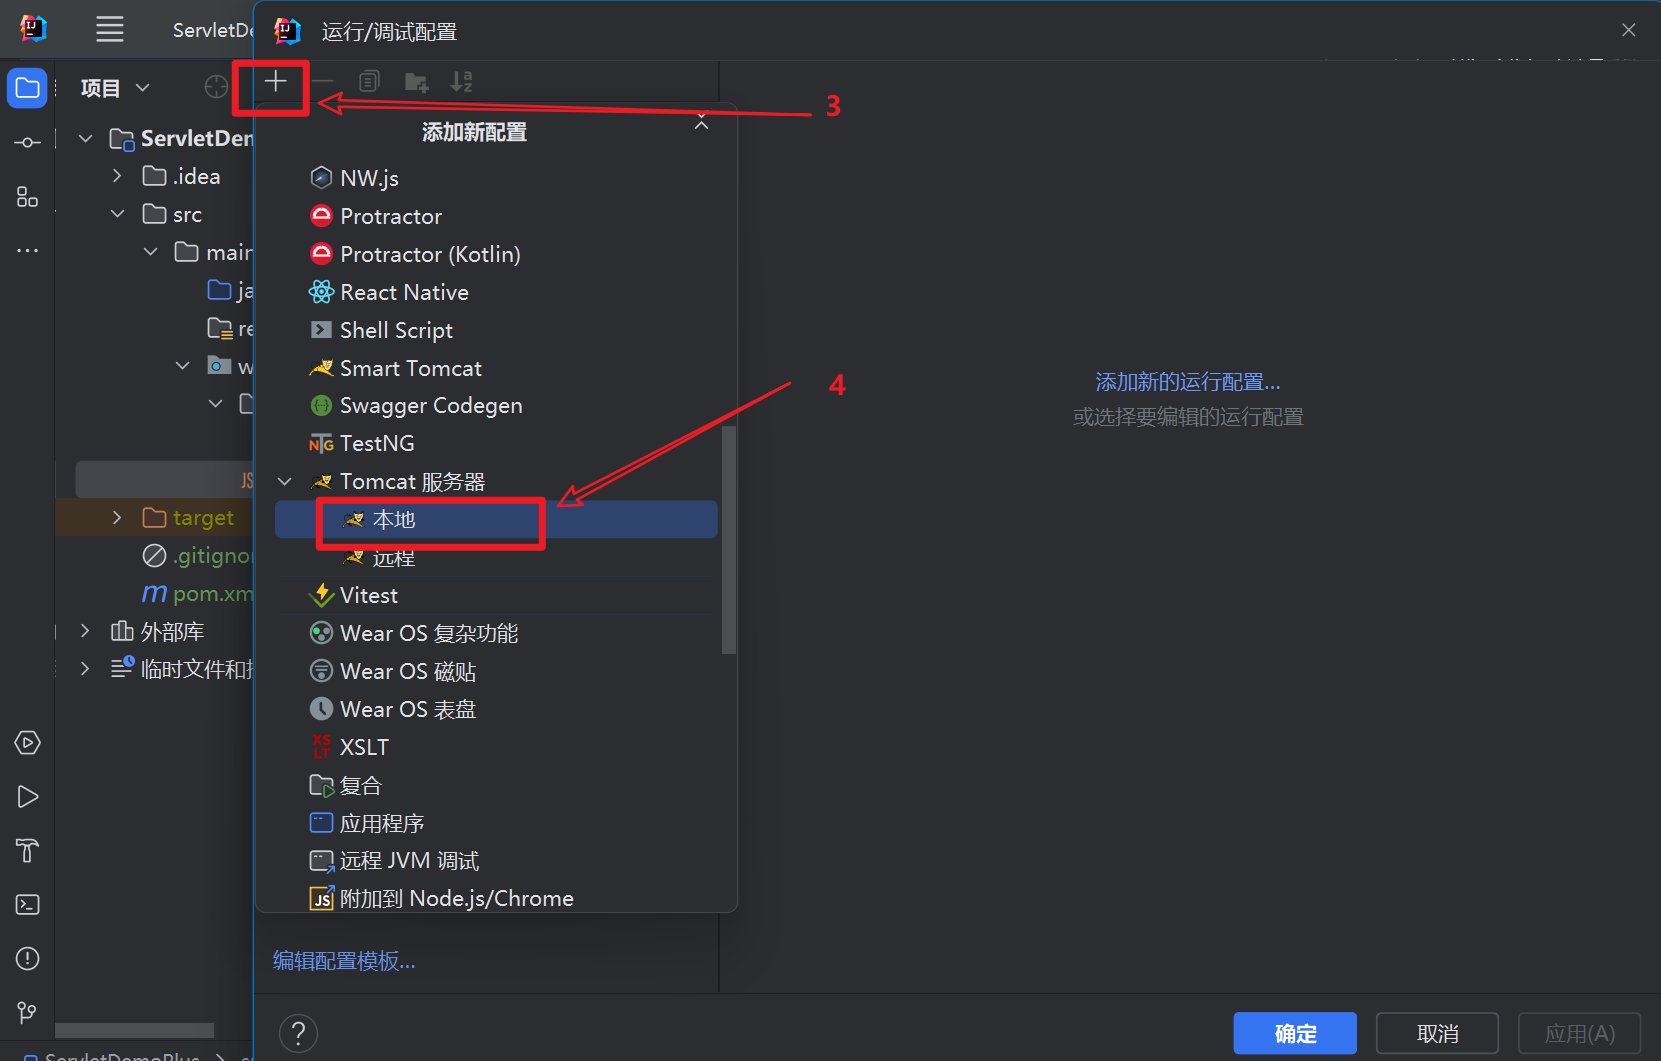 ServletDe
运行/调试配置
项目
3
添加新配置
ServletDem
.idea
src
main
ja
re
w
JS
target
.gitignor
pom.xm
外部库
临时文件和
NW.js
Protractor
Protractor (Kotlin)
React Native
Shell Script
Smart Tomcat
Swagger Codegen
TestNG
Tomcat 服务器
本地
远程
Vitest
Wear OS 复杂功能
Wear OS 磁贴
Wear OS 表盘
XSLT
复合
应用程序
远程 JVM 调试
附加到 Node.js/Chrome
4
添加新的运行配置...
或选择要编辑的运行配置
编辑配置模板...
?
确定
取消
应用(A)
ServletDemoPlus